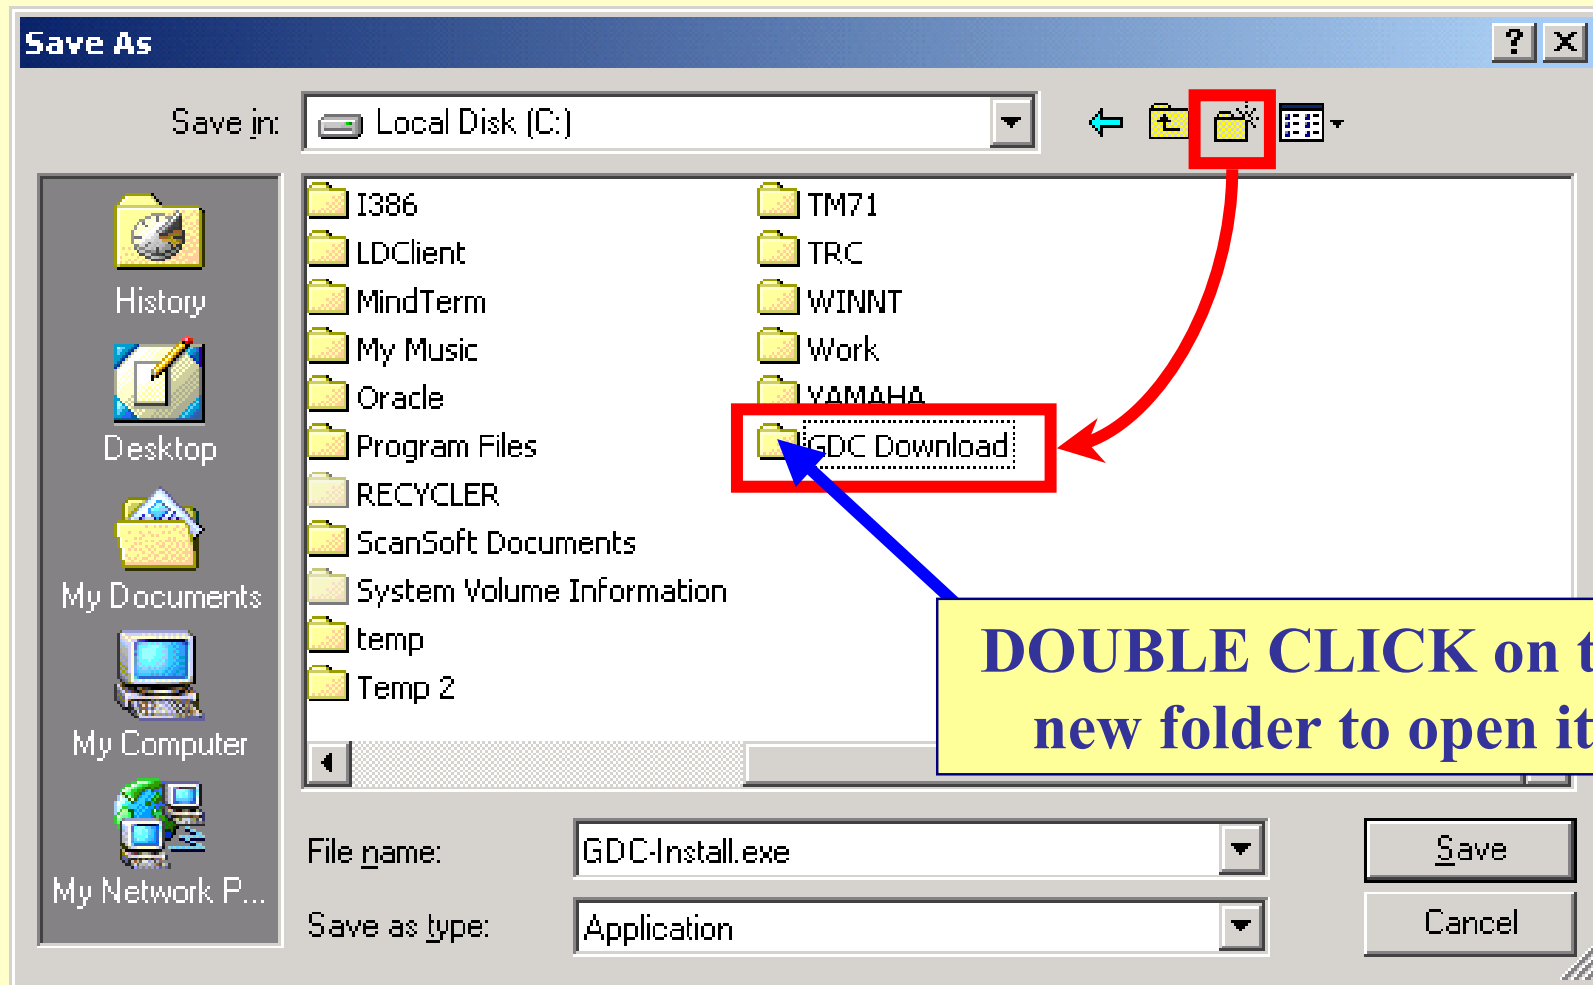 Save As
Save in:
Local Disk (C:)
History
Desktop
My Documents
My Computer
My Network P...
I386
LDClient
MindTerm
My Music
Oracle
Program Files
RECYCLER
ScanSoft Documents
System Volume Information
temp
Temp 2
TM71
TRC
WINNT
Work
YAMAHA
GDC Download
DOUBLE CLICK on t
new folder to open it
File name:
GDC-Install.exe
Save
Save as type:
Application
Cancel